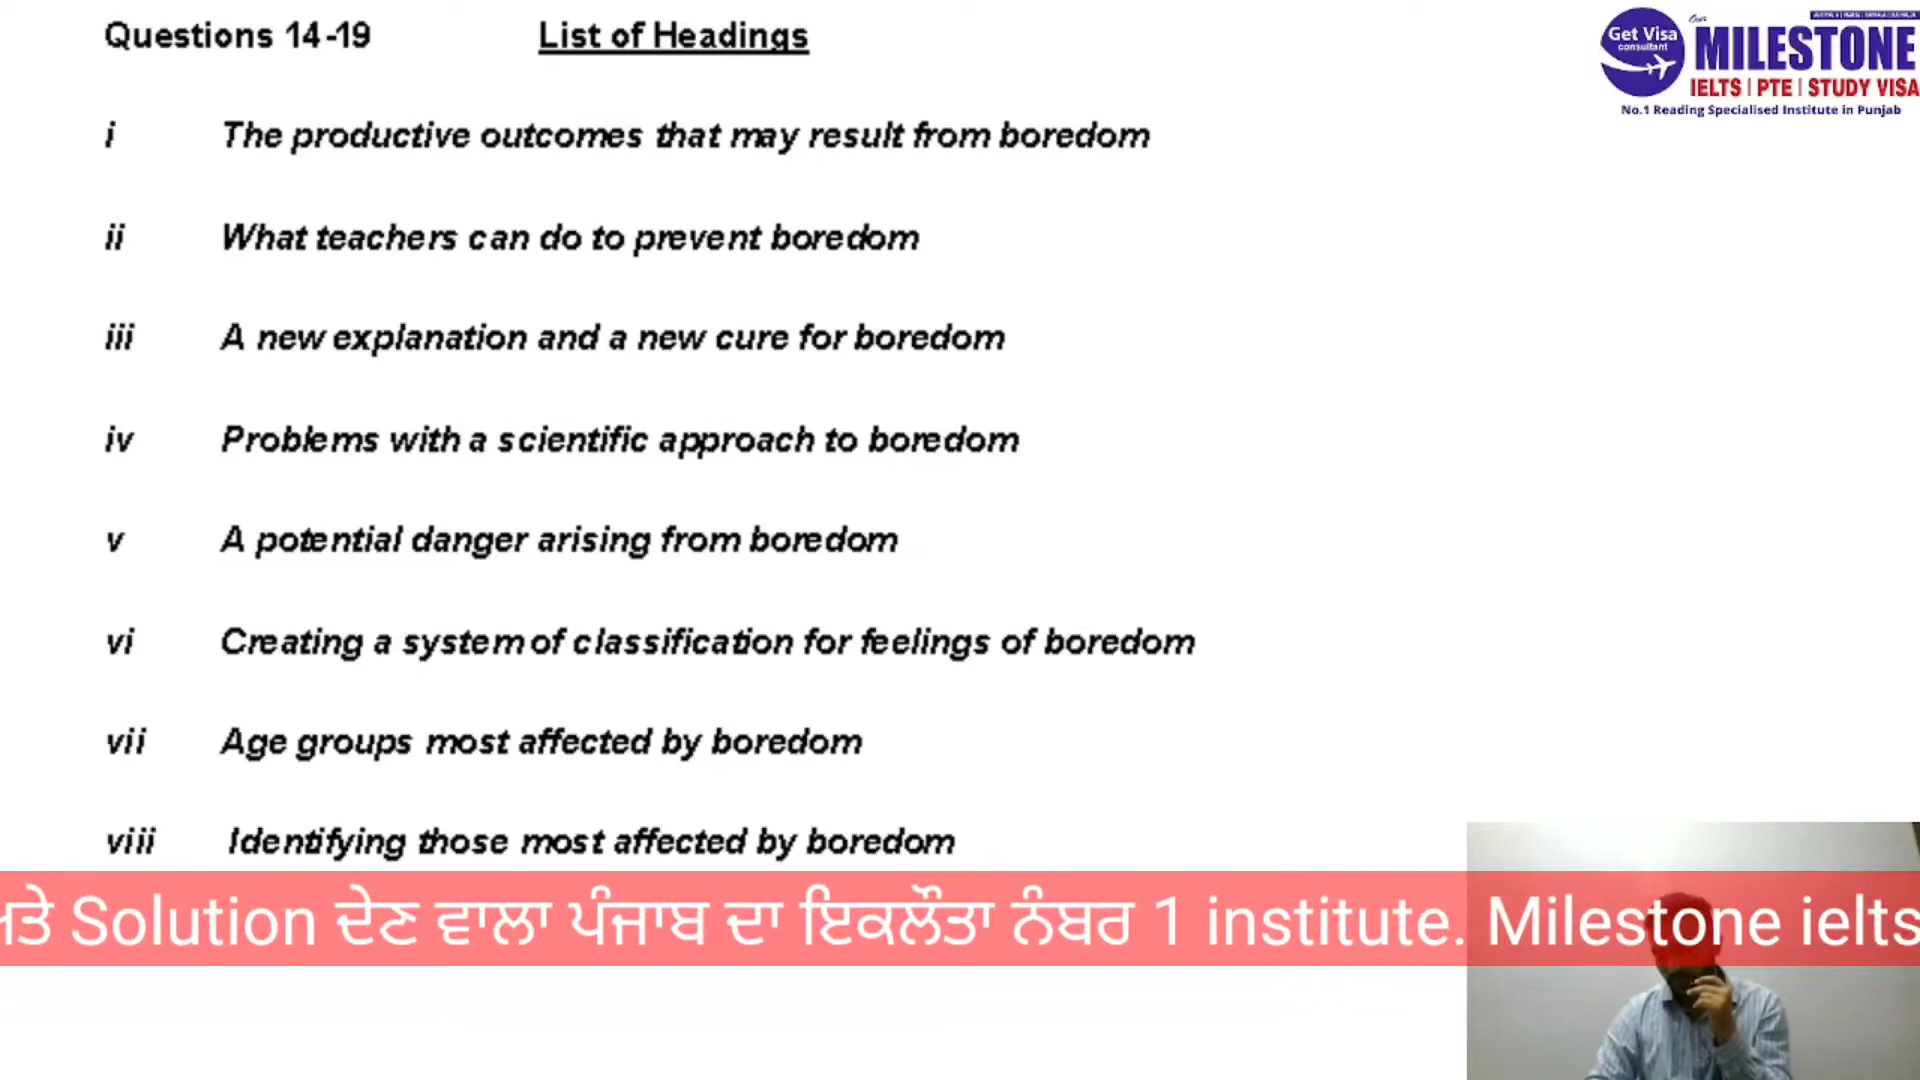 Questions 14-19 List of Headings
i The productive outcomes that may result from boredom
ii What teachers can do to prevent boredom
iii A new explanation and a new cure for boredom
iv Problems with a scientific approach to boredom
v A potential danger arising from boredom
vi Creating a system of classification for feelings of boredom
vii Age groups most affected by boredom
viii Identifying those most affected by boredom
Solution ਦੇਣ ਵਾਲਾ ਪੰਜਾਬ ਦਾ ਇਕਲੌਤਾ ਨੰਬਰ 1 institute. Milestone ielts
Get Visa
consultant
Our
MILESTONE
IELTS | PTE | STUDY VISA
No.1 Reading Specialised Institute in Punjab